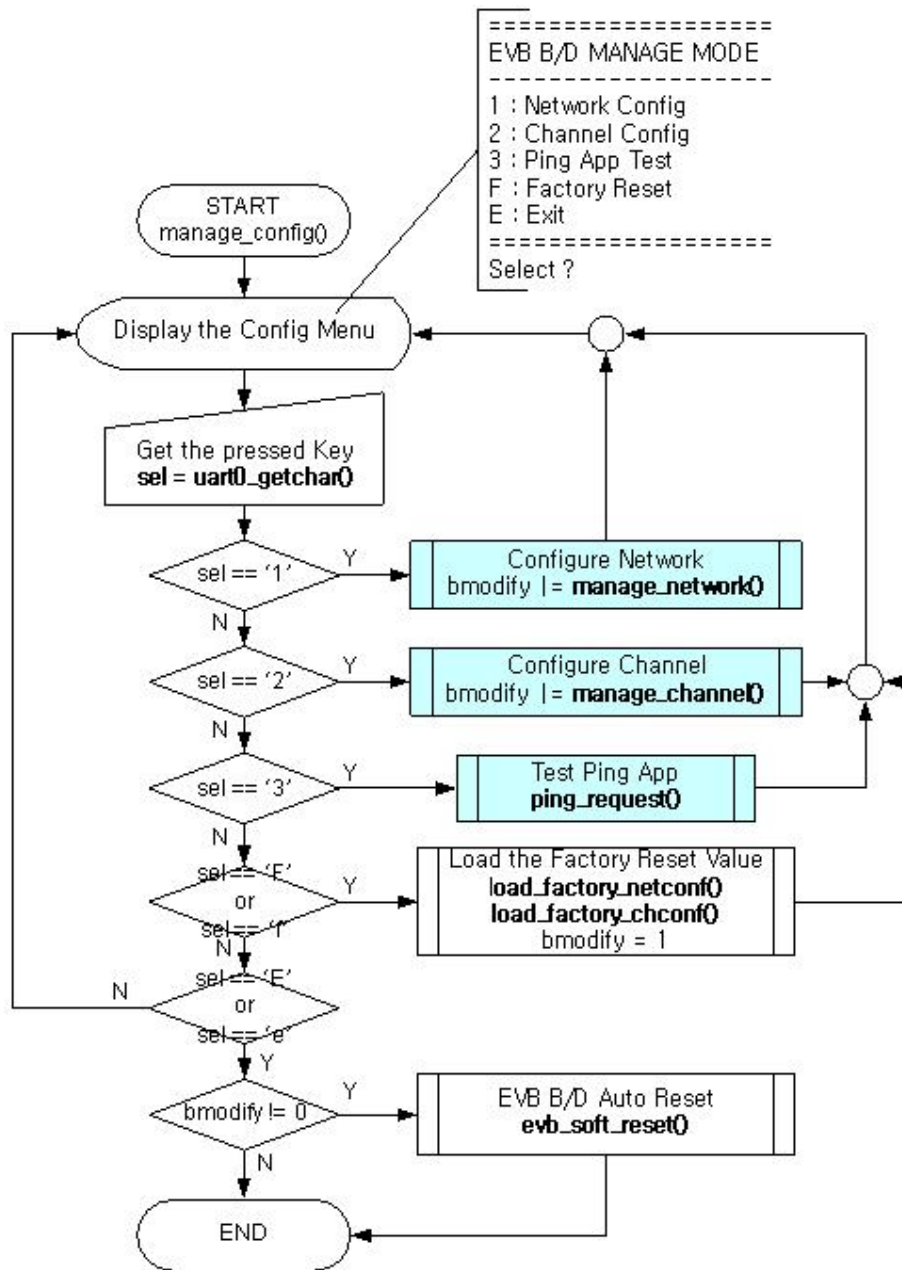 ===================
EVB B/D MANAGE MODE
-------------------
1 : Network Config
2 : Channel Config
3 : Ping App Test
F : Factory Reset
E : Exit
===================
Select ?
START
manage_config()
Display the Config Menu
Get the pressed Key
sel = uart0_getchar()
sel == ‘1’
Y
Configure Network
bmodify |= manage_network()
N
sel == ‘2’
Y
Configure Channel
bmodify |= manage_channel()
N
sel == ‘3’
Y
Test Ping App
ping_request()
N
sel == ‘F’
or
sel == ‘f’
Y
Load the Factory Reset Value
load_factory_netconf()
load_factory_chconf()
bmodify = 1
N
sel == ‘E’
or
sel == ‘e’
N
Y
bmodify != 0
Y
EVB B/D Auto Reset
evb_soft_reset()
N
END